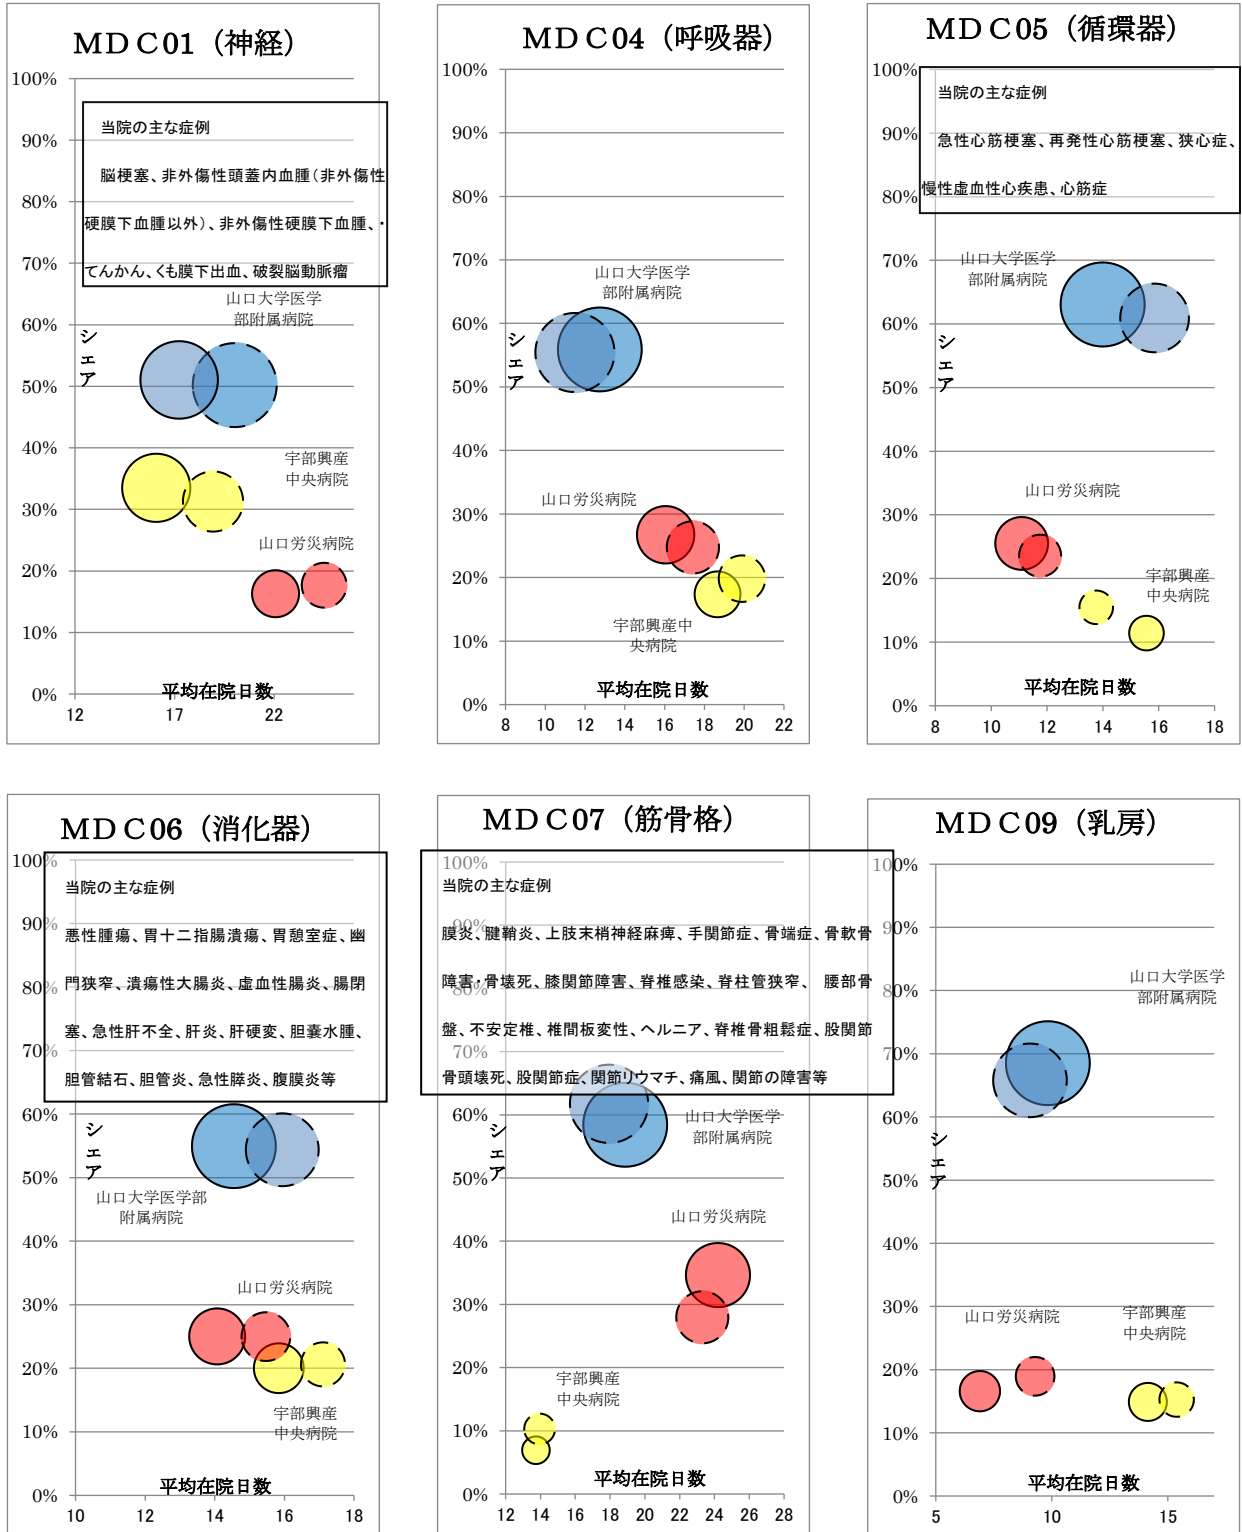 MDC01（神経）
100%
90%
80%
70%
60%
50%
40%
30%
20%
10%
0%
12
17
22
当院の主な症例
脳梗塞、非外傷性頭蓋内血腫（非外傷性
硬膜下血腫以外）、非外傷性硬膜下血腫、・
てんかん、くも膜下出血、破裂脳動脈瘤
山口大学医学
部附属病院
シェア
宇部興産
中央病院
山口労災病院
平均在院日数
MDC04（呼吸器）
100%
90%
80%
70%
60%
50%
40%
30%
20%
10%
0%
8
10
12
14
16
18
20
22
山口大学医学
部附属病院
シェア
山口労災病院
宇部興産中
央病院
平均在院日数
MDC05（循環器）
100%
90%
80%
70%
60%
50%
40%
30%
20%
10%
0%
8
10
12
14
16
18
当院の主な症例
急性心筋梗塞、再発性心筋梗塞、狭心症、
慢性虚血性心疾患、心筋症
山口大学医学
部附属病院
シェア
山口労災病院
宇部興産
中央病院
平均在院日数
MDC06（消化器）
100%
90%
80%
70%
60%
50%
40%
30%
20%
10%
0%
10
12
14
16
18
当院の主な症例
悪性腫瘍、胃十二指腸潰瘍、胃憩室症、幽
門狭窄、潰瘍性大腸炎、虚血性腸炎、腸閉
塞、急性肝不全、肝炎、肝硬変、胆嚢水腫、
胆管結石、胆管炎、急性膵炎、腹膜炎等
シェア
山口大学医学部
附属病院
山口労災病院
宇部興産
中央病院
平均在院日数
MDC07（筋骨格）
100%
90%
80%
70%
60%
50%
40%
30%
20%
10%
0%
12
14
16
18
20
22
24
26
28
当院の主な症例
膜炎、腱鞘炎、上肢末梢神経麻痺、手関節症、骨端症、骨軟骨
障害・骨壊死、膝関節障害、脊椎感染、脊柱管狭窄、 腰部骨
盤、不安定椎、椎間板変性、ヘルニア、脊椎骨粗鬆症、股関節
骨頭壊死、股関節症、関節リウマチ、痛風、関節の障害等
山口大学医学
部附属病院
シェア
山口労災病院
宇部興産
中央病院
平均在院日数
MDC09（乳房）
100%
90%
80%
70%
60%
50%
40%
30%
20%
10%
0%
5
10
15
山口大学医学
部附属病院
シェア
山口労災病院
宇部興産
中央病院
平均在院日数